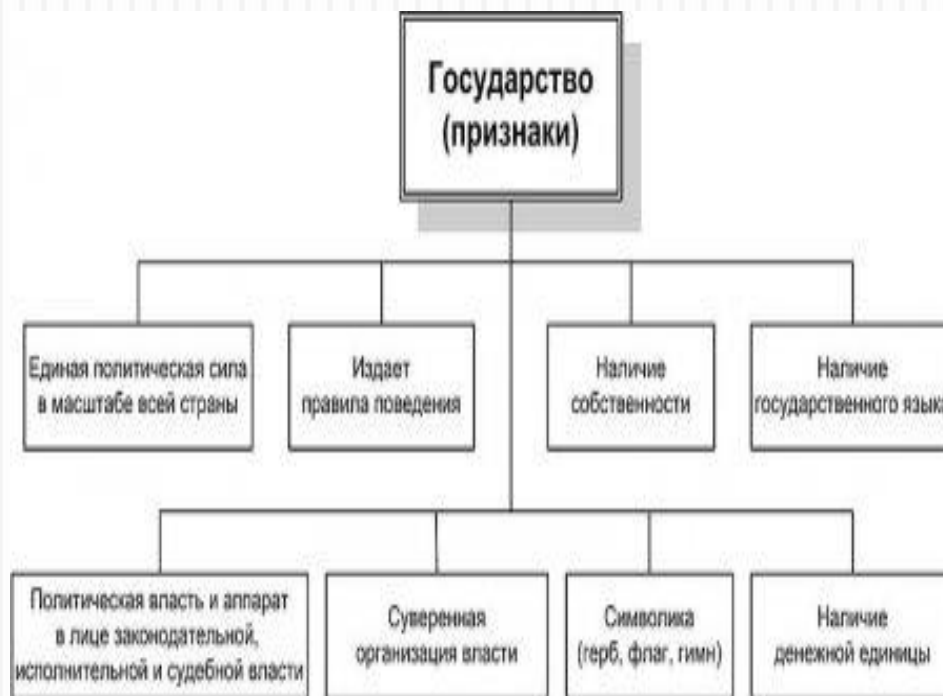 Государство
(признаки)
Единая политическая сила
в масштабе всей страны
Издает
правила поведения
Наличие
собственности
Наличие
государственного языка
Политическая власть и аппарат
в лице законодательной,
исполнительной и судебной власти
Суверенная
организация власти
Символика
(герб, флаг, гимн)
Наличие
денежной единицы